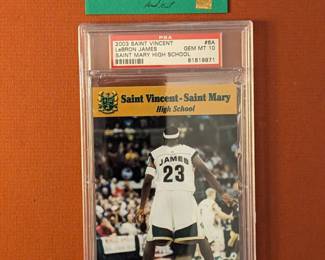 PSA
2003 SAINT VINCENT #6A
LeBRON JAMES GEM MT 10
SAINT MARY HIGH SCHOOL 61619971
Saint Vincent-Saint Mary
High School
JAMES
23